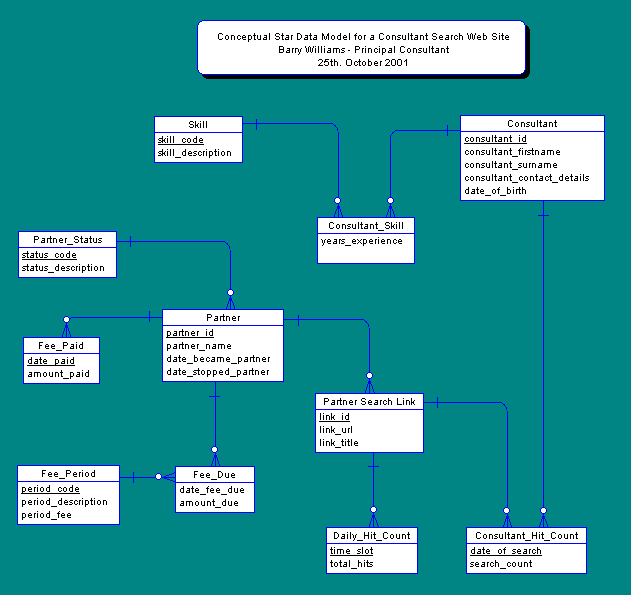 Conceptual Star Data Model for a Consultant Search Web Site
Barry Williams - Principal Consultant
25th. October 2001
Skill
skill_code
skill_description
Consultant
consultant_id
consultant_firstname
consultant_surname
consultant_contact_details
date_of_birth
Consultant_Skill
years_experience
Partner_Status
status_code
status_description
Partner
partner_id
partner_name
date_became_partner
date_stopped_partner
Fee_Paid
date_paid
amount_paid
Partner Search Link
link_id
link_url
link_title
Fee_Period
period_code
period_description
period_fee
Fee_Due
date_fee_due
amount_due
Daily_Hit_Count
time_slot
total_hits
Consultant_Hit_Count
date_of_search
search_count